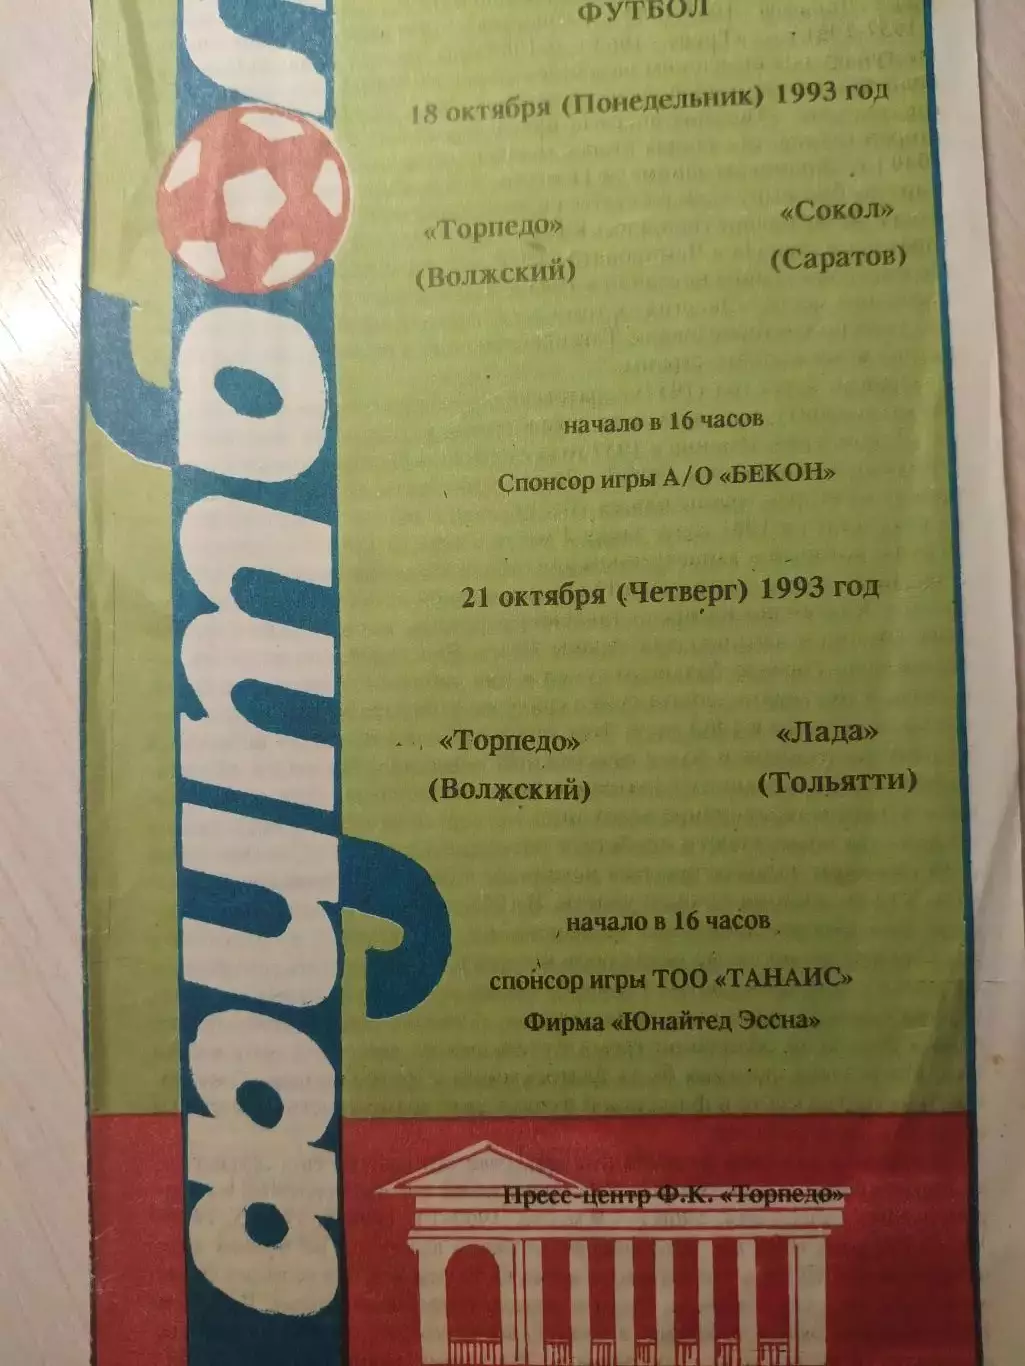 футбол
ФУТБОЛ
18 октября (Понедельник) 1993 год
«Торпедо» «Сокол»
(Волжский) (Саратов)
начало в 16 часов
Спонсор игры А/О «БЕКОН»
21 октября (Четверг) 1993 год
«Торпедо» «Лада»
(Волжский) (Тольятти)
начало в 16 часов
спонсор игры ТОО «ТАНАИС»
Фирма «Юнайтед Эссна»
Пресс-центр Ф.К. «Торпедо»